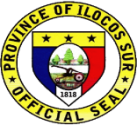 PROVINCE OF ILOCOS SUR
1818
OFFICIAL SEAL